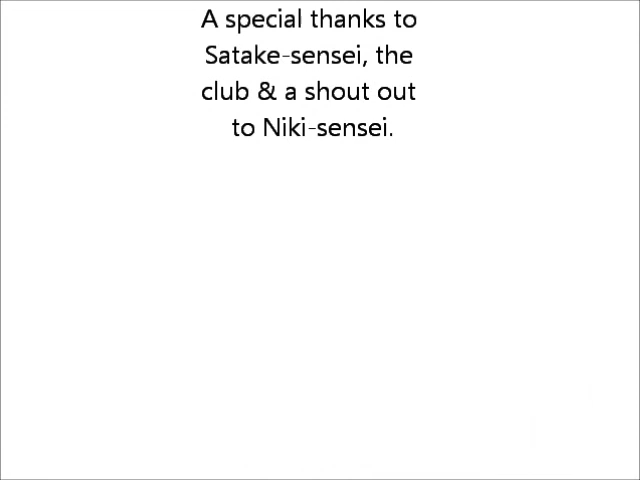 A special thanks to
Satake-sensei, the
club & a shout out
to Niki-sensei.